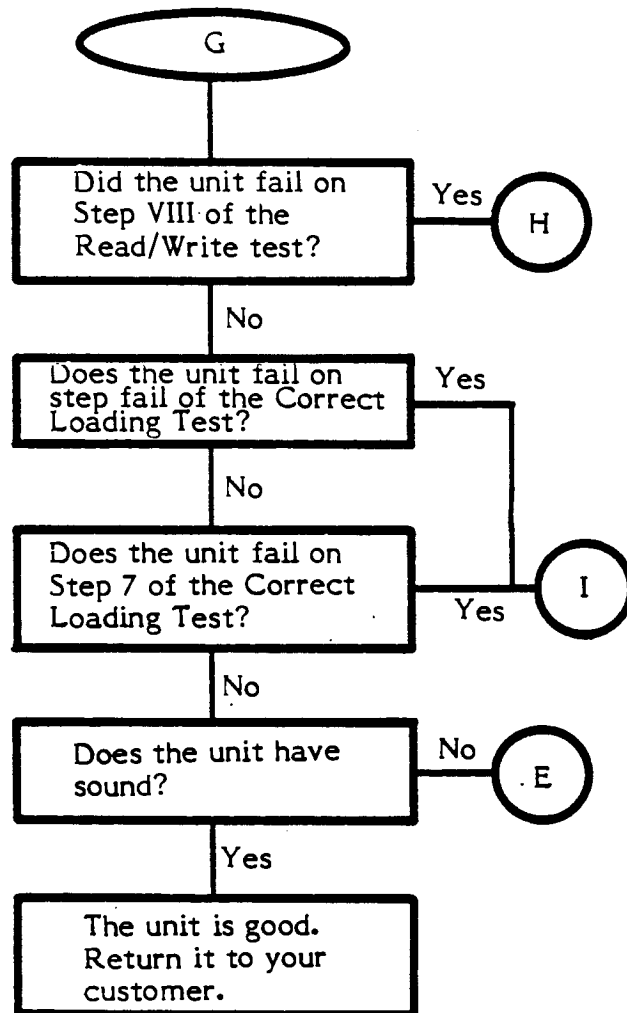 G
Did the unit fail on
Step VIII of the
Read/Write test?
Yes
H
No
Does the unit fail on
step fail of the Correct
Loading Test?
Yes
No
Does the unit fail on
Step 7 of the Correct
Loading Test?
Yes
I
No
Does the unit have
sound?
No
E
Yes
The unit is good.
Return it to your
customer.